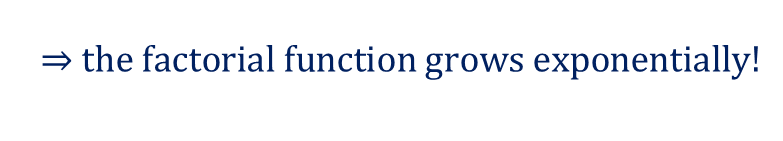 ⇒ the factorial function grows exponentially!